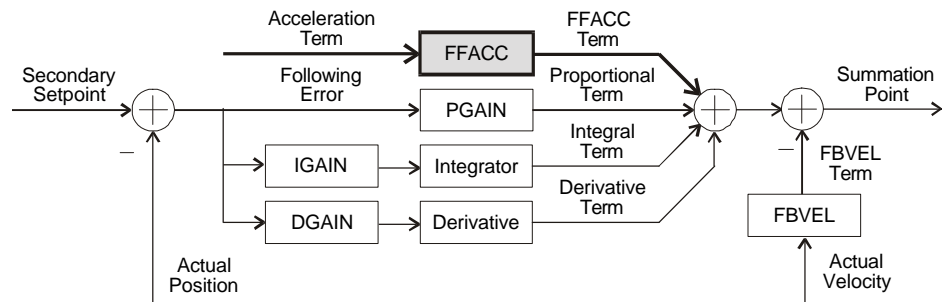 Acceleration
Term
FFACC
FFACC
Term
Secondary
Setpoint
Following
Error
PGAIN
Proportional
Term
Summation
Point
IGAIN
Integrator
Integral
Term
DGAIN
Derivative
Derivative
Term
FBVEL
Term
FBVEL
Actual
Position
Actual
Velocity